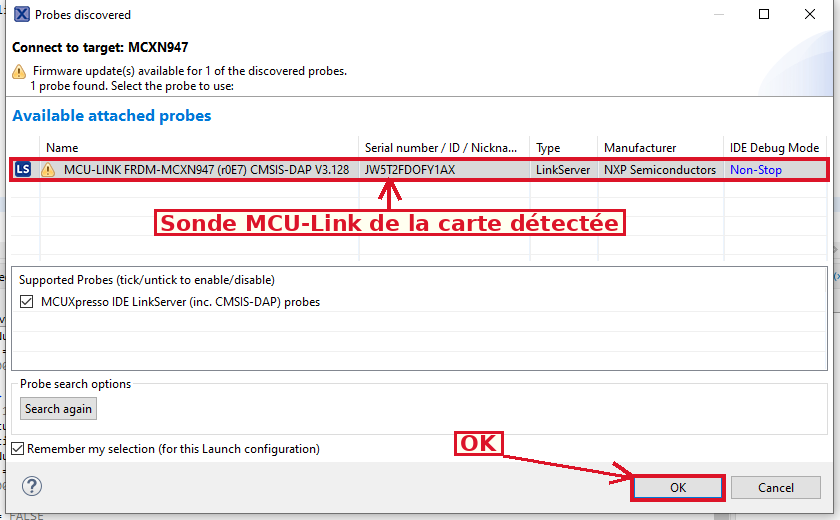 Probes discovered
Connect to target: MCXN947
Firmware update(s) available for 1 of the discovered probes.
1 probe found. Select the probe to use:
Available attached probes
Name Serial number / ID / Nickna... Type Manufacturer IDE Debug Mode
LS MCU-LINK FRDM-MCXN947 (r0E7) CMSIS-DAP V3.128 JW5T2FDOFY1AX LinkServer NXP Semiconductors Non-Stop
Sonde MCU-Link de la carte détectée
Supported Probes (tick/untick to enable/disable)
MCUXpresso IDE LinkServer (inc. CMSIS-DAP) probes
Probe search options
Search again
Remember my selection (for this Launch configuration)
OK
OK Cancel
= FALSE